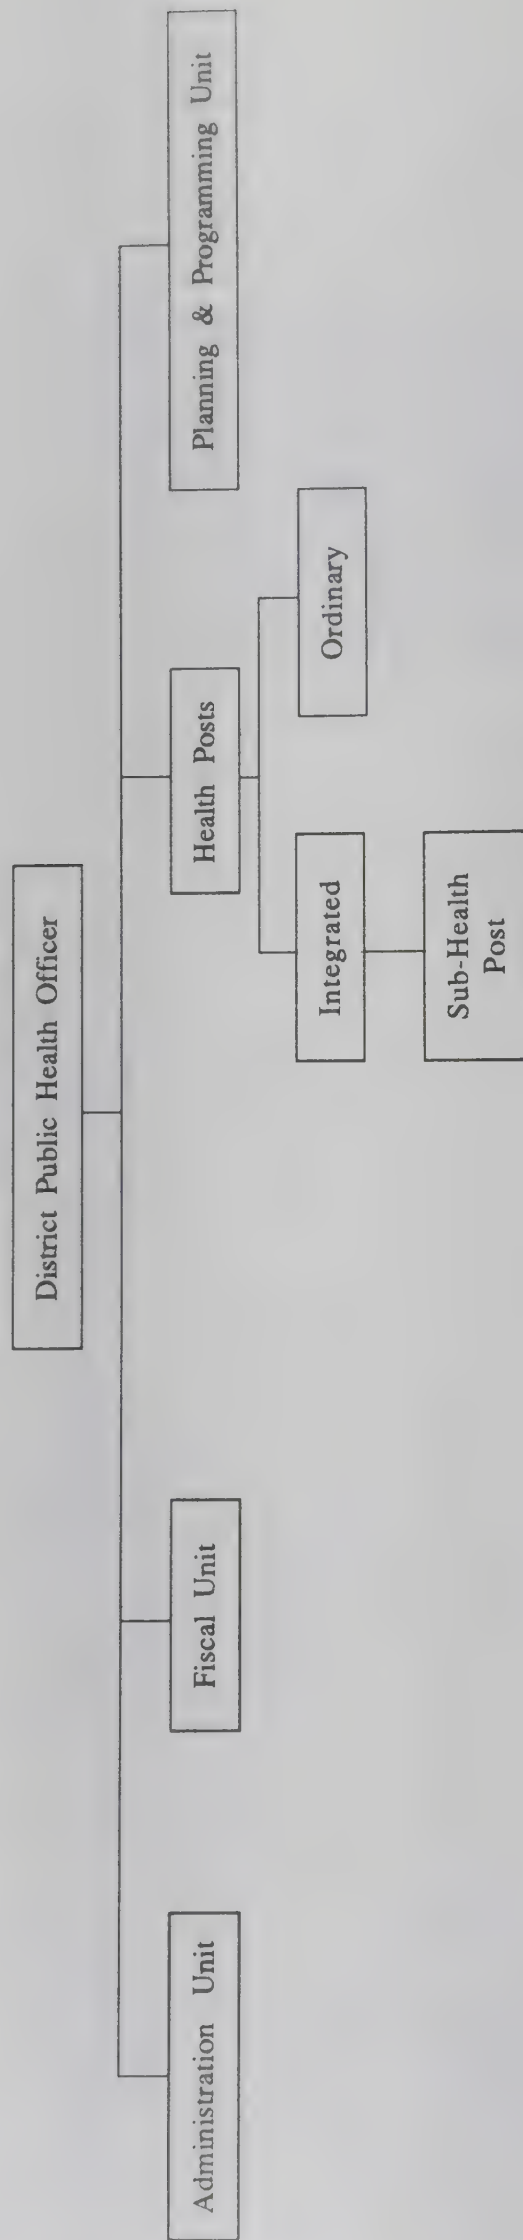 District Public Health Officer
Administration Unit
Fiscal Unit
Health Posts
Planning & Programming Unit
Integrated
Ordinary
Sub-Health
Post